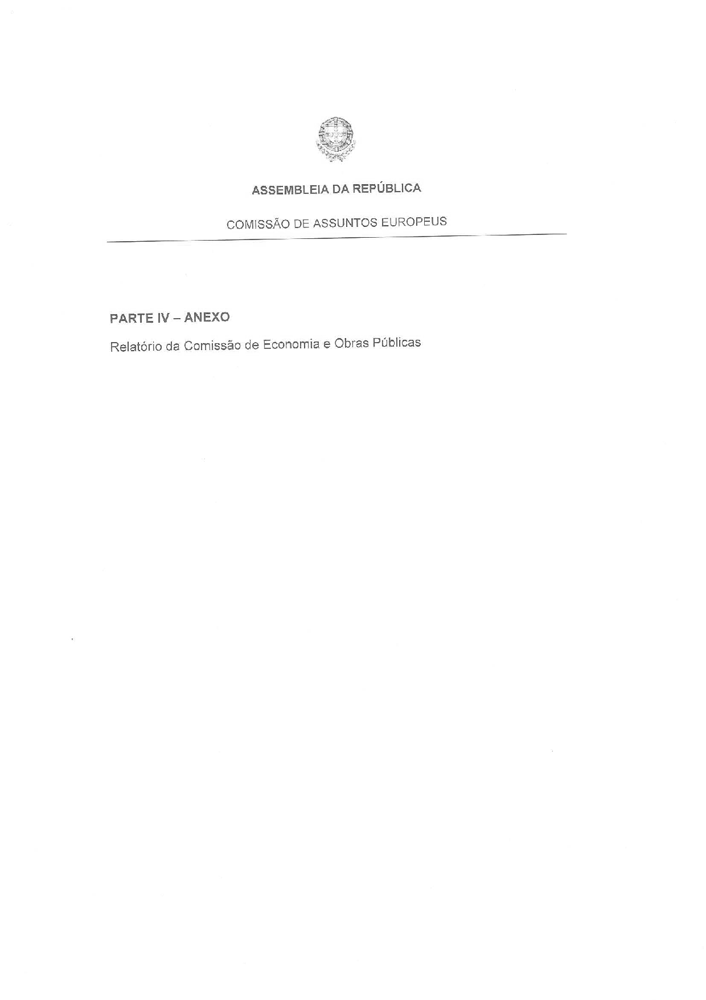 ASSEMBLEIA DA REPÚBLICA
COMISSÃO DE ASSUNTOS EUROPEUS
PARTE IV – ANEXO
Relatório da Comissão de Economia e Obras Públicas